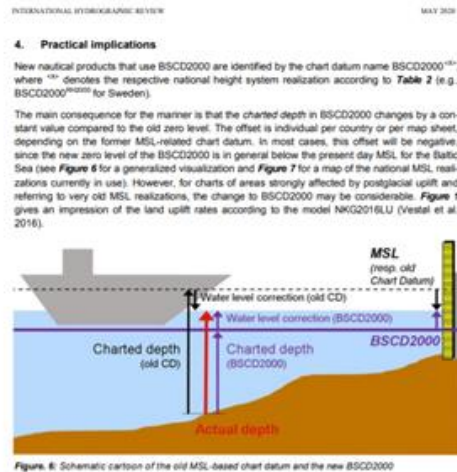 INTERNATIONAL HYDROGRAPHIC REVIEW
MAY 2020
4. Practical implications
New nautical products that use BSCD2000 are identified by the chart datum name BSCD2000
where denotes the respective national height system realization according to Table 2 (e.g.
BSCD2000 for Sweden).
The main consequence for the mariner is that the charted depth in BSCD2000 changes by a con-
stant value compared to the old zero level. The offset is individual per country or per map sheet,
depending on the former MSL-related chart datum. In most cases, this offset will be negative,
since the new zero level of the BSCD2000 is in general below the present day MSL for the Baltic
Sea (see Figure 6 for a generalized visualization and Figure 7 for a map of the national MSL reali-
zations currently in use). However, for charts of areas strongly affected by postglacial uplift and
referring to very old MSL realizations, the change to BSCD2000 may be considerable. Figure 1
gives an impression of the land uplift rates according to the model NKG2016LU (Vestøl et al.
2016).
MSL
(resp. old
Chart Datum)
Water level correction (old CD)
Water level correction (BSCD2000)
BSCD2000
Charted depth
(old CD)
Charted depth
(BSCD2000)
Actual depth
Figure. 6: Schematic cartoon of the old MSL-based chart datum and the new BSCD2000